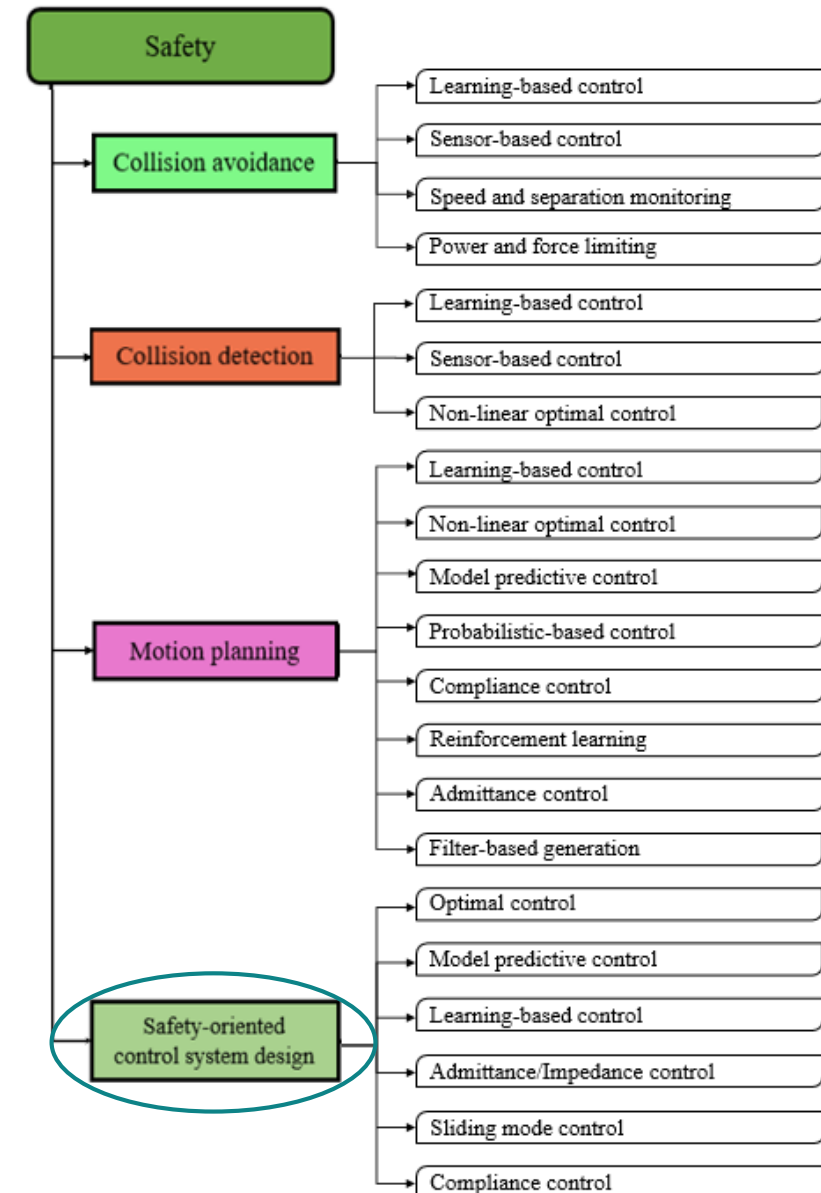 Safety
Collision avoidance
Learning-based control
Sensor-based control
Speed and separation monitoring
Power and force limiting
Collision detection
Learning-based control
Sensor-based control
Non-linear optimal control
Motion planning
Learning-based control
Non-linear optimal control
Model predictive control
Probabilistic-based control
Compliance control
Reinforcement learning
Admittance control
Filter-based generation
Safety-oriented
control system design
Optimal control
Model predictive control
Learning-based control
Admittance/Impedance control
Sliding mode control
Compliance control